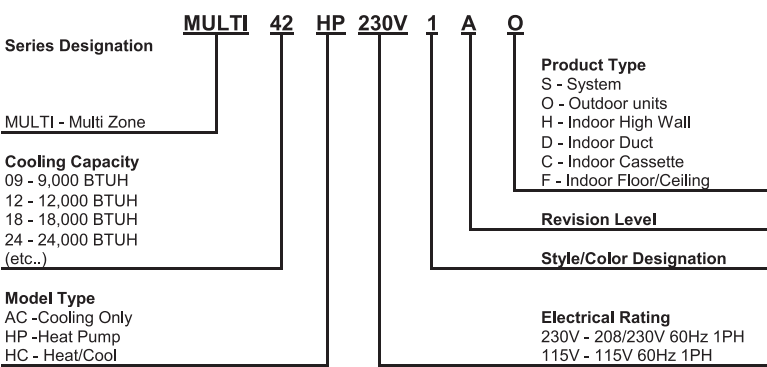 MULTI 42 HP 230V 1 A O
Series Designation
MULTI - Multi Zone
Cooling Capacity
09 - 9,000 BTUH
12 - 12,000 BTUH
18 - 18,000 BTUH
24 - 24,000 BTUH
(etc..)
Model Type
AC -Cooling Only
HP -Heat Pump
HC - Heat/Cool
Product Type
S - System
O - Outdoor units
H - Indoor High Wall
D - Indoor Duct
C - Indoor Cassette
F - Indoor Floor/Ceiling
Revision Level
Style/Color Designation
Electrical Rating
230V - 208/230V 60Hz 1PH
115V - 115V 60Hz 1PH